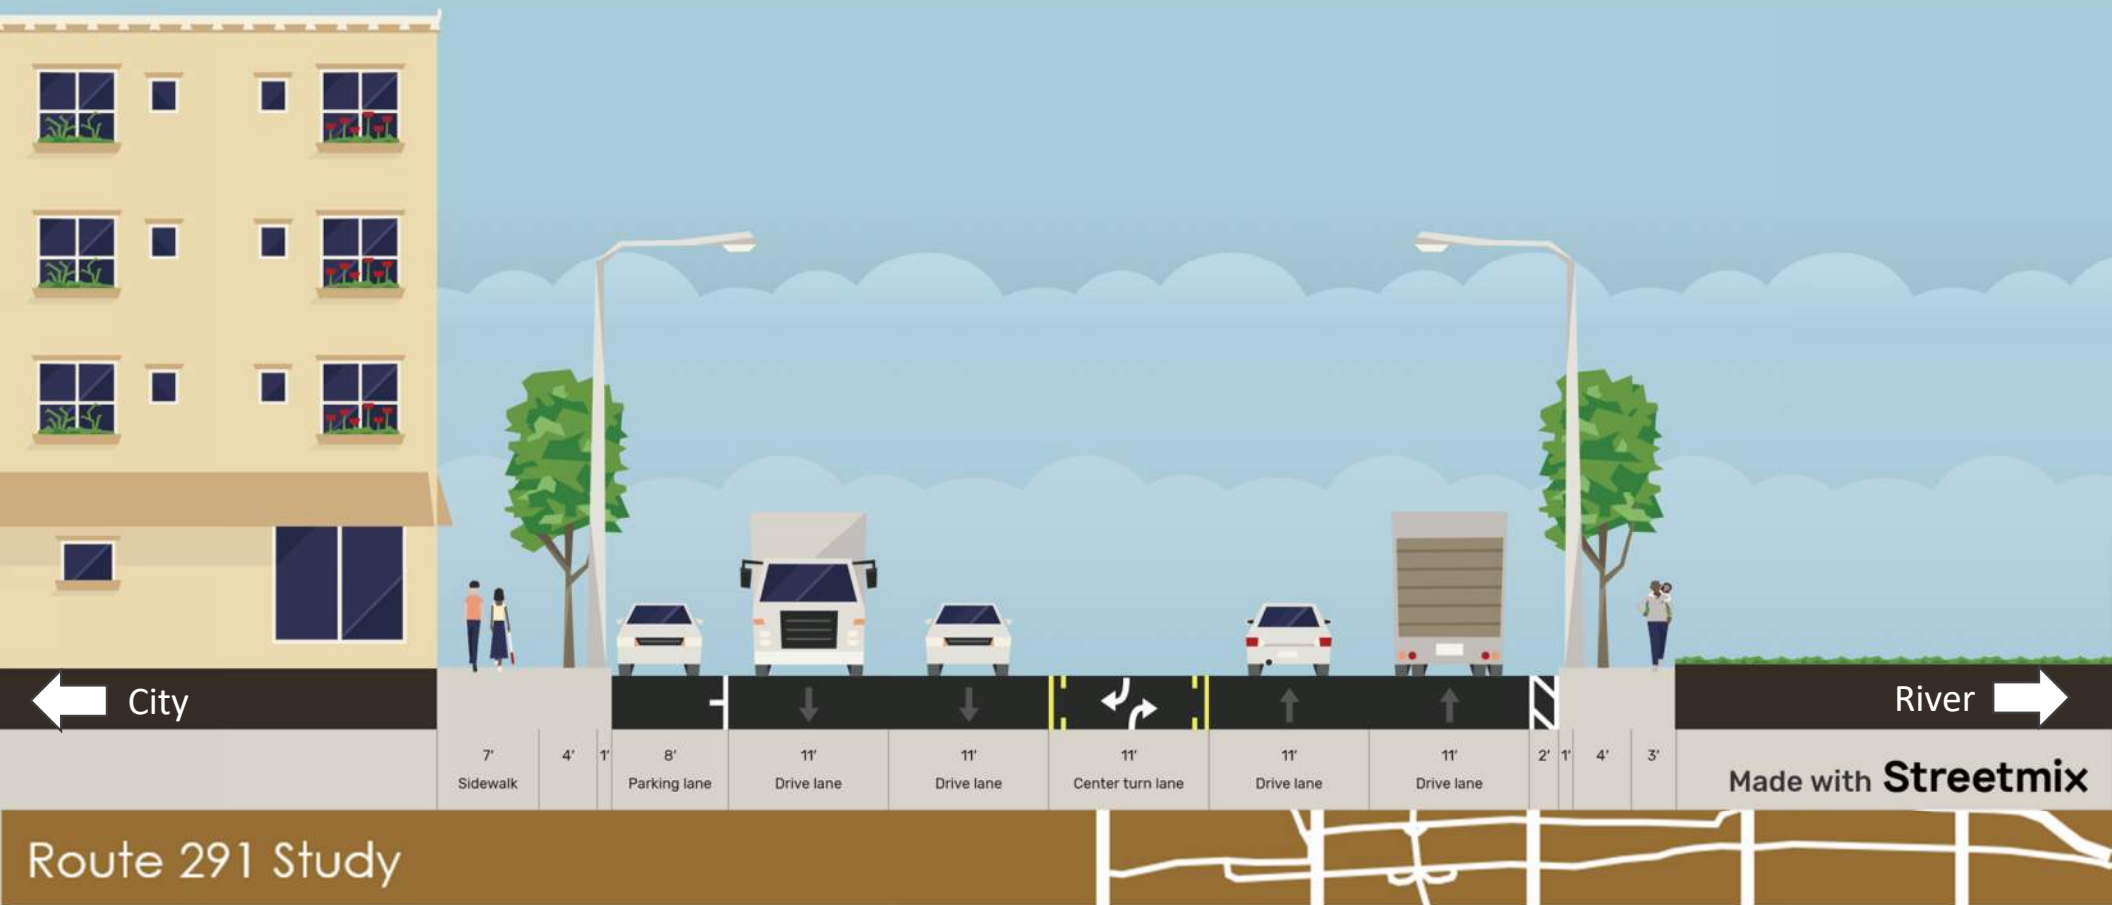 City
River
7' 4' 1' 8' 11' 11' 11' 11' 11' 2' 1' 4' 3'
Sidewalk Parking lane Drive lane Drive lane Center turn lane Drive lane Drive lane
Made with Streetmix
Route 291 Study